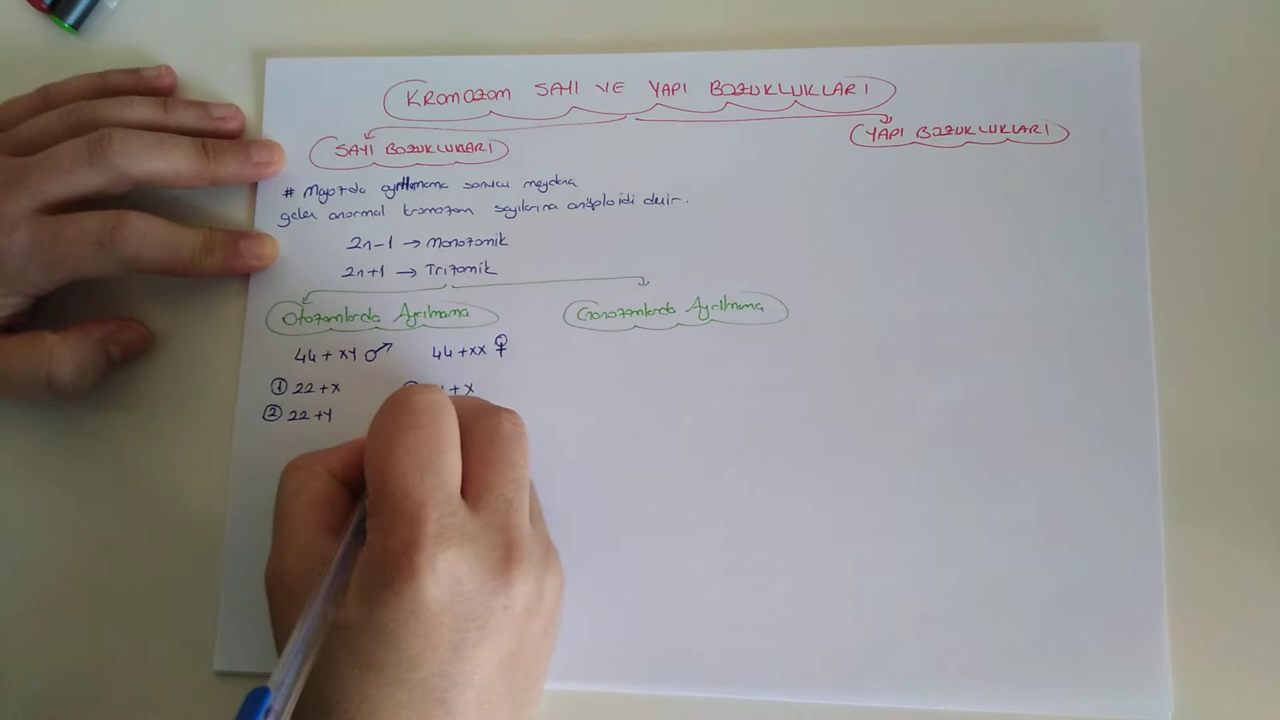 KROMOZOM SAYI VE YAPI BOZUKLUKLARI
SAYI BOZUKLUKLARI
YAPI BOZUKLUKLARI
# Mayozda ayrılmama sonucu meydana
gelen anormal kromozom sayılarına anöploidi denir.
2n-1 → Monozomik
2n+1 → Trizomik
Otozomlarda Ayrılmama
Gonozomlarda Ayrılmama
44 + XY ♂ 44 + XX ♀
① 22 + X + X
② 22 + Y